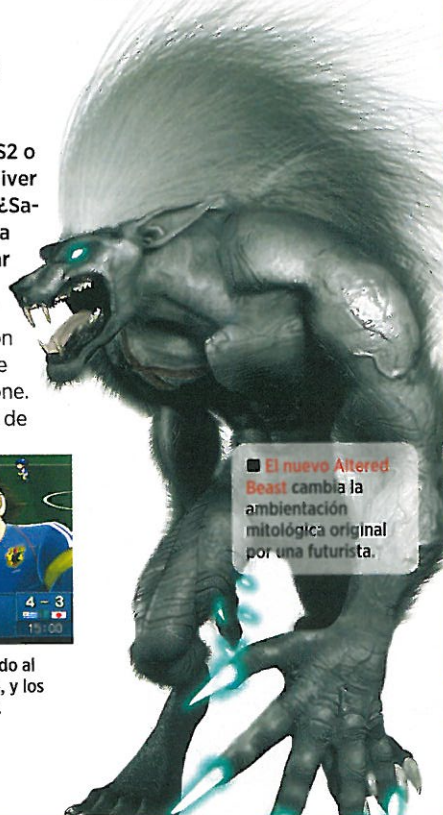 S2 o
iver
¿Sa-
a
ar
on
e
one.
de
4 - 3
15:00
do al
, y los
■ El nuevo Altered
Beast cambia la
ambientación
mitológica original
por una futurista.